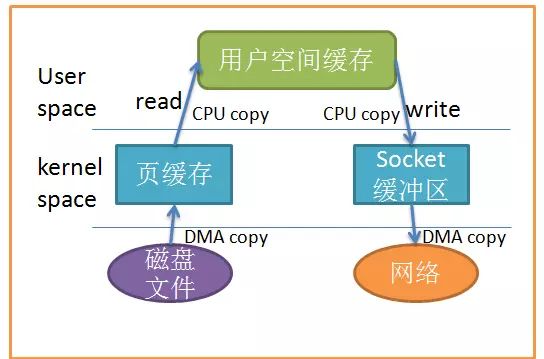 用户空间缓存
User
space
read
CPU copy
CPU copy
write
kernel
space
页缓存
Socket
缓冲区
DMA copy
DMA copy
磁盘
文件
网络